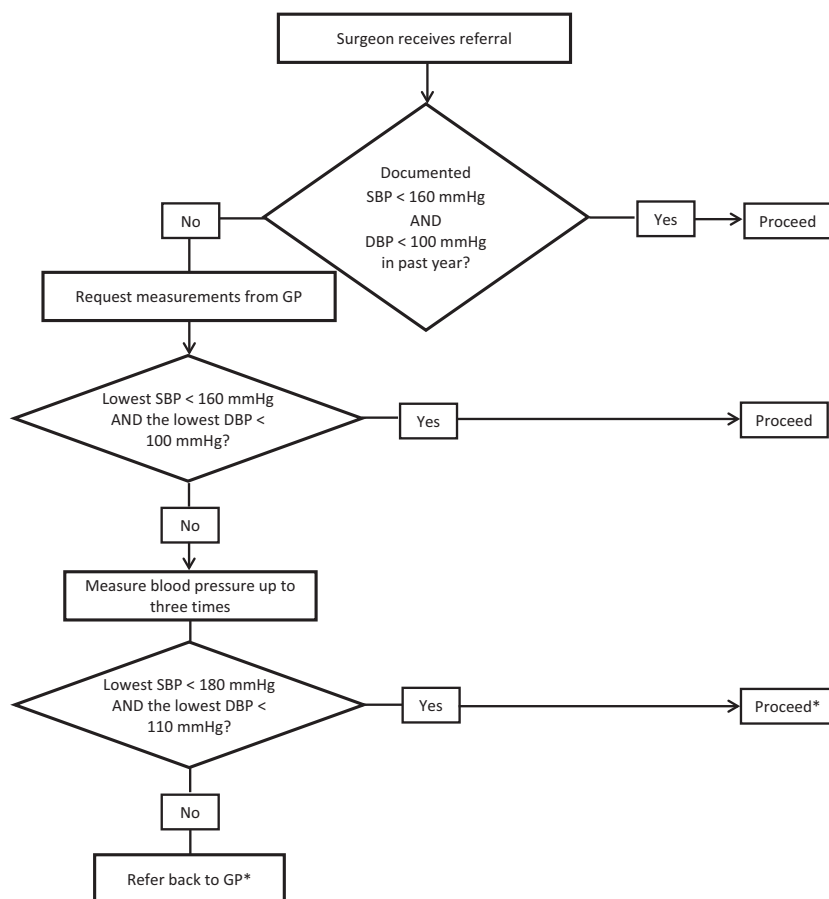 Surgeon receives referral
Documented
SBP < 160 mmHg
AND
DBP < 100 mmHg
in past year?
No
Yes
Proceed
Request measurements from GP
Lowest SBP < 160 mmHg
AND the lowest DBP <
100 mmHg?
Yes
Proceed
No
Measure blood pressure up to
three times
Lowest SBP < 180 mmHg
AND the lowest DBP <
110 mmHg?
Yes
Proceed*
No
Refer back to GP*